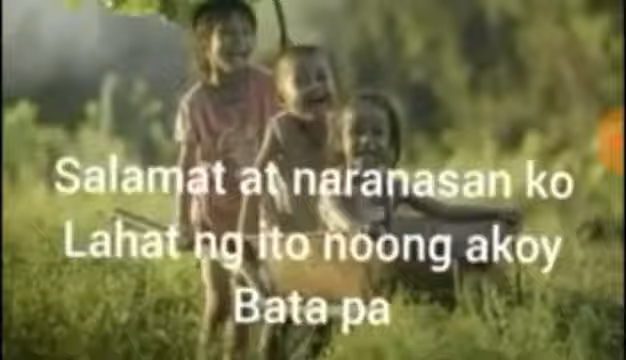 Salamat at naranasan ko
Lahat ng ito noong akoy
Bata pa